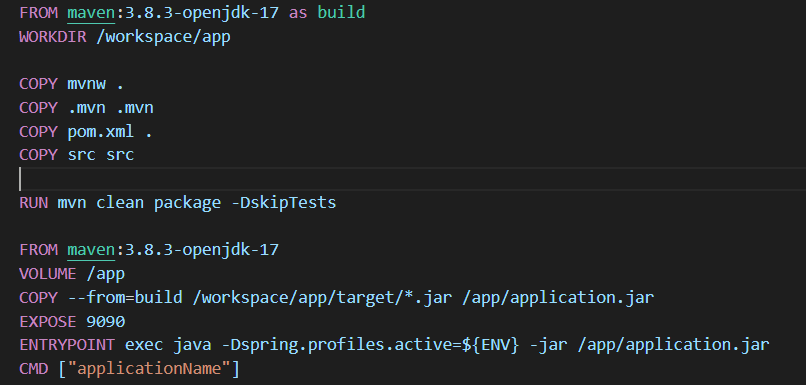 FROM maven:3.8.3-openjdk-17 as build
WORKDIR /workspace/app
COPY mvnw .
COPY .mvn .mvn
COPY pom.xml .
COPY src src
RUN mvn clean package -DskipTests
FROM maven:3.8.3-openjdk-17
VOLUME /app
COPY --from=build /workspace/app/target/*.jar /app/application.jar
EXPOSE 9090
ENTRYPOINT exec java -Dspring.profiles.active=${ENV} -jar /app/application.jar
CMD ["applicationName"]